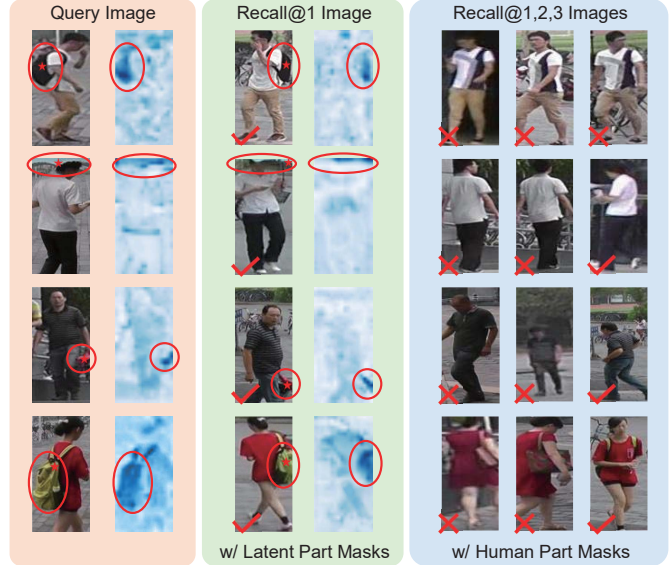 Query Image
Recall@1 Image
Recall@1,2,3 Images
w/ Latent Part Masks
w/ Human Part Masks